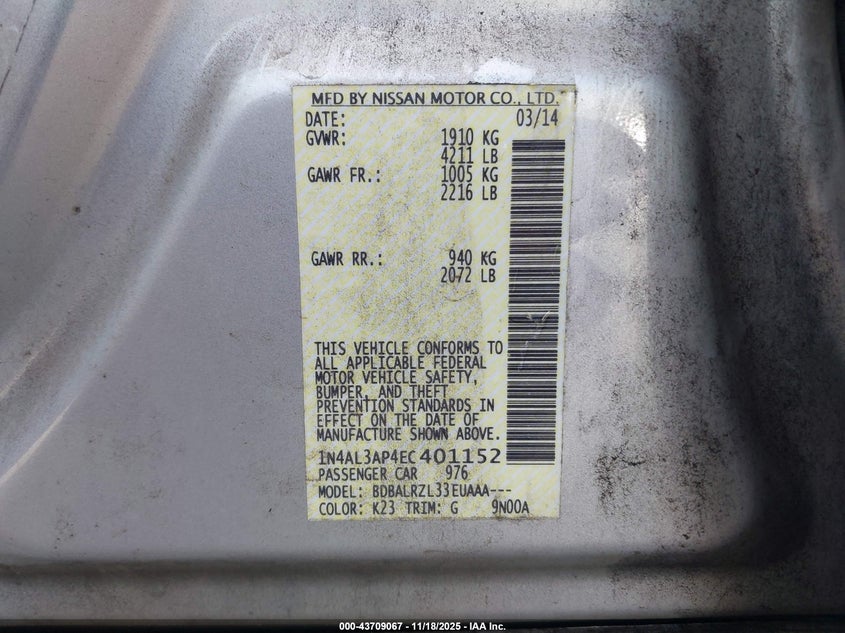 MFD BY NISSAN MOTOR CO., LTD.
DATE: 03/14
GVWR: 1910 KG
4211 LB
GAWR FR.: 1005 KG
2216 LB
GAWR RR.: 940 KG
2072 LB
THIS VEHICLE CONFORMS TO
ALL APPLICABLE FEDERAL
MOTOR VEHICLE SAFETY,
BUMPER, AND THEFT
PREVENTION STANDARDS IN
EFFECT ON THE DATE OF
MANUFACTURE SHOWN ABOVE.
1N4AL3AP4EC401152
PASSENGER CAR 976
MODEL: BDBALRZL33EUAAA---
COLOR: K23 TRIM: G 9N00A
000-43709067 - 11/18/2025 - IAA Inc.